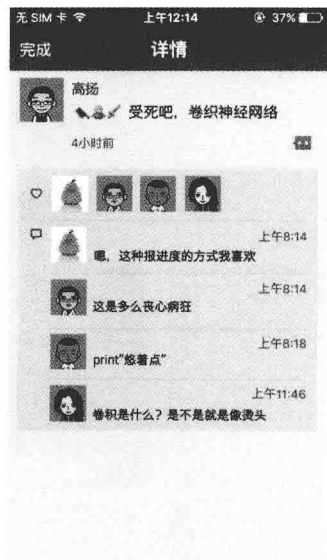 无 SIM 卡 上午12:14 37%
完成 详情
高扬
受死吧，卷织神经网络
4小时前
上午8:14
嗯，这种报进度的方式我喜欢
上午8:14
这是多么丧心病狂
上午8:18
print"悠着点"
上午11:46
卷积是什么？是不是就是像烫头